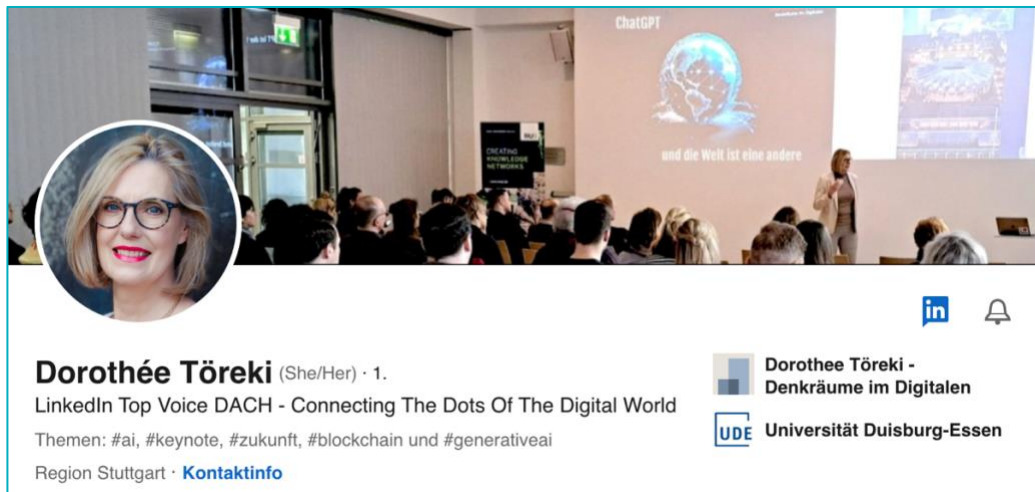 ChatGPT
und die Welt ist eine andere
CREATING
KNOWLEDGE
NETWORKS
Dorothée Töreki (She/Her) · 1.
LinkedIn Top Voice DACH - Connecting The Dots Of The Digital World
Themen: #ai, #keynote, #zukunft, #blockchain und #generativeai
Region Stuttgart · Kontaktinfo
in
Dorothee Töreki -
Denkräume im Digitalen
UDE Universität Duisburg-Essen